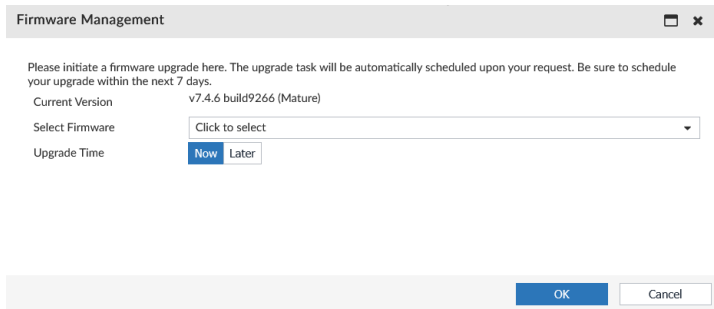 Firmware Management
Please initiate a firmware upgrade here. The upgrade task will be automatically scheduled upon your request. Be sure to schedule
your upgrade within the next 7 days.
Current Version v7.4.6 build9266 (Mature)
Select Firmware Click to select
Upgrade Time Now Later
OK Cancel